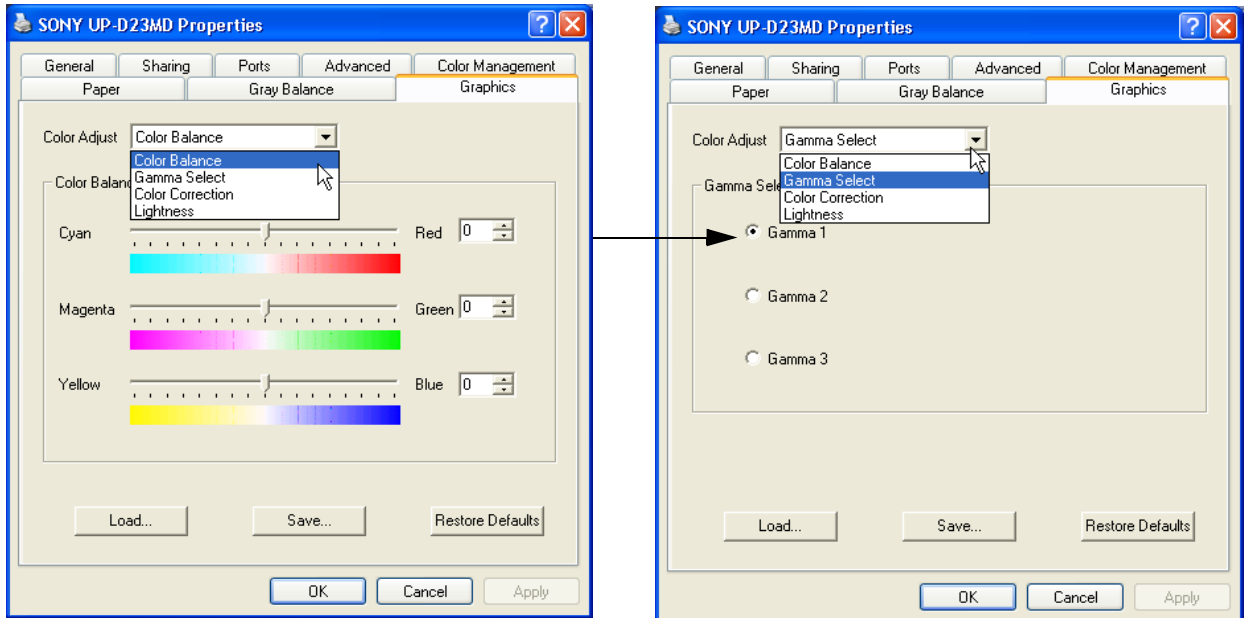 SONY UP-D23MD Properties
General Sharing Ports Advanced Color Management
Paper Gray Balance Graphics
Color Adjust Color Balance
Color Balance
Gamma Select
Color Correction
Lightness
Color Balan
Cyan Red 0
Magenta Green 0
Yellow Blue 0
Load... Save... Restore Defaults
OK Cancel Apply
SONY UP-D23MD Properties
General Sharing Ports Advanced Color Management
Paper Gray Balance Graphics
Color Adjust Gamma Select
Color Balance
Gamma Select
Color Correction
Lightness
Gamma Sele
Gamma 1
Gamma 2
Gamma 3
Load... Save... Restore Defaults
OK Cancel Apply